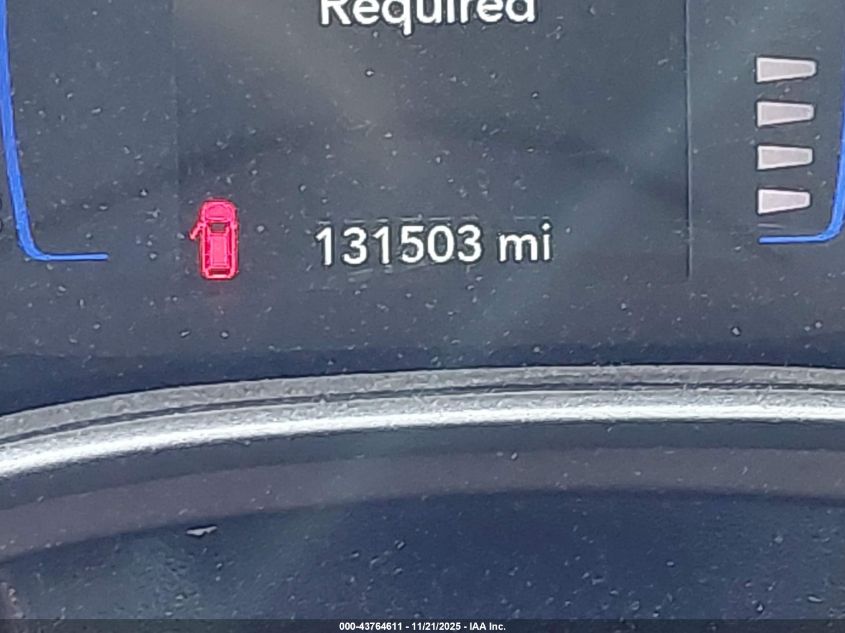 Required
131503 mi
000-43764611 - 11/21/2025 - IAA Inc.